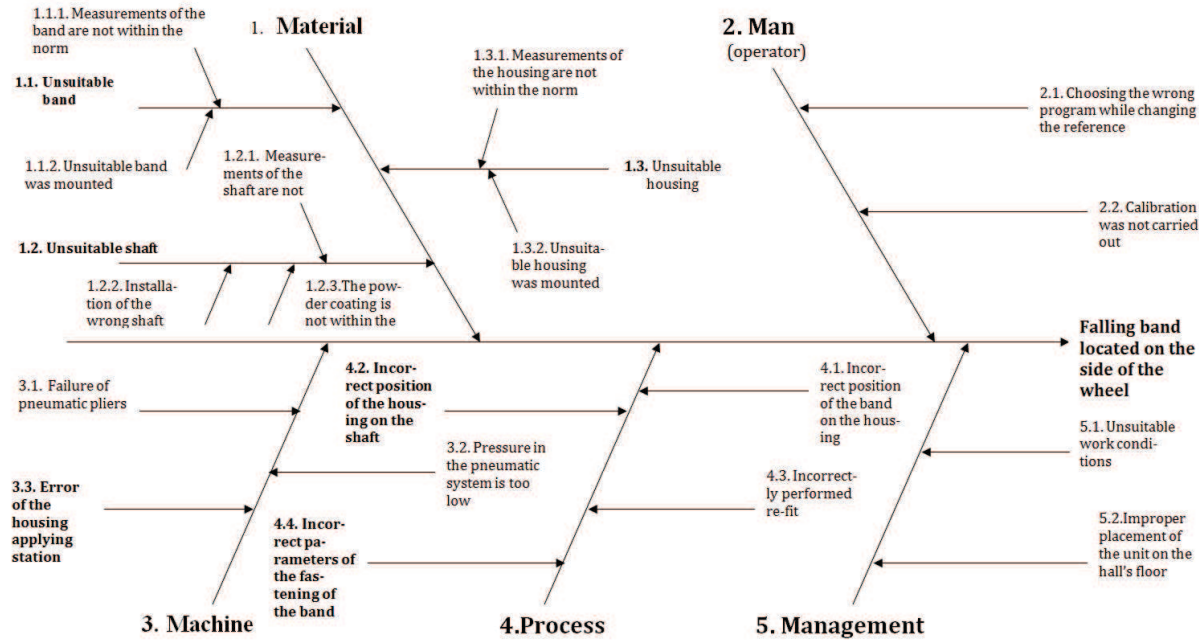 1.1.1. Measurements of the
band are not within the
norm
1. Material
2. Man
(operator)
1.1. Unsuitable
band
1.3.1. Measurements
of the housing are not
within the norm
2.1. Choosing the wrong
program while changing
the reference
1.1.2. Unsuitable band
was mounted
1.2.1. Measure-
ments of the
shaft are not
1.3. Unsuitable
housing
2.2. Calibration
was not carried
out
1.2. Unsuitable shaft
1.3.2. Unsuita-
ble housing
was mounted
1.2.2. Installa-
tion of the
wrong shaft
1.2.3.The pow-
der coating is
not within the
Falling band
located on the
side of the
wheel
3.1. Failure of
pneumatic pliers
4.2. Incor-
rect position
of the hous-
ing on the
shaft
4.1. Incor-
rect position
of the band
on the hous-
ing
5.1. Unsuitable
work condi-
tions
3.2. Pressure in
the pneumatic
system is too
low
4.3. Incorrect-
ly performed
re-fit
3.3. Error
of the
housing
applying
station
4.4. Incor-
rect pa-
rameters of
the fas-
tening of
the band
5.2.Improper
placement of
the unit on the
hall's floor
3. Machine
4.Process
5. Management